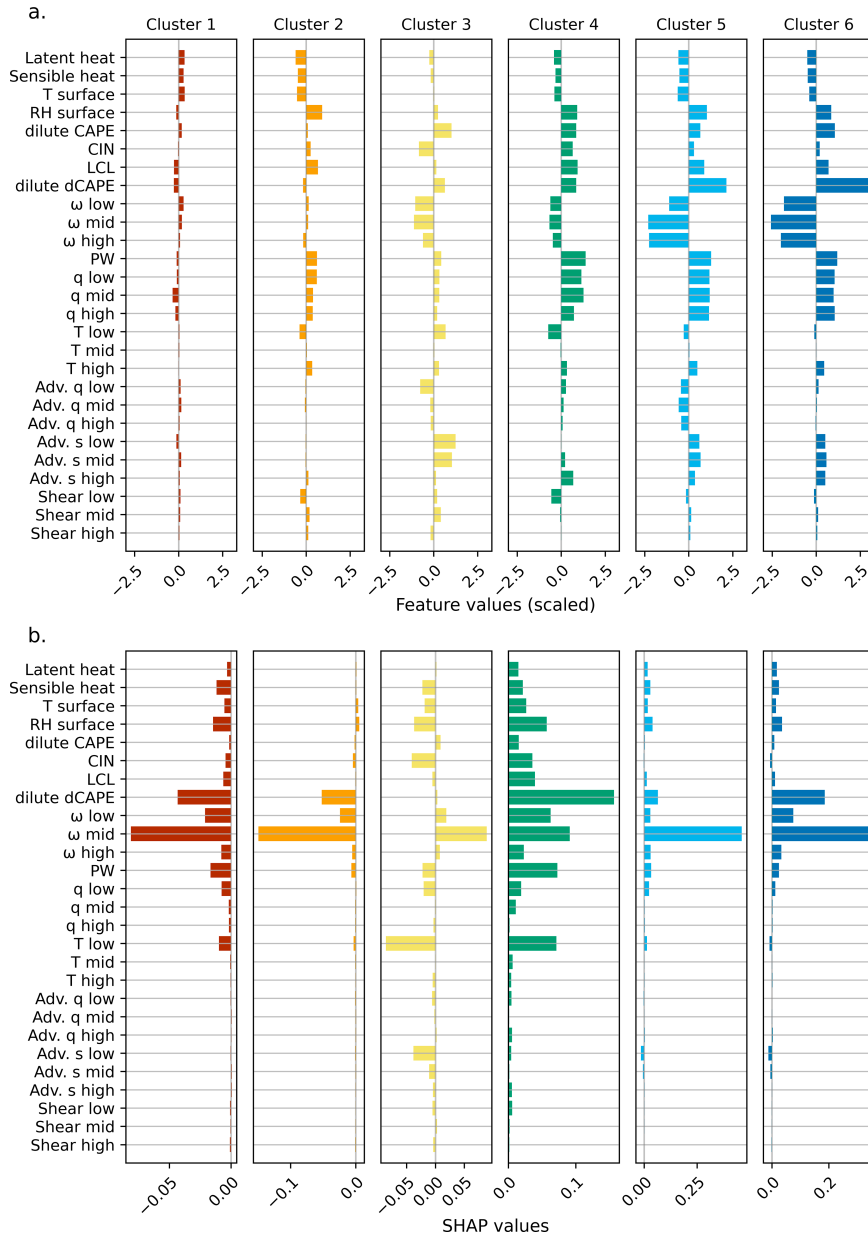 a.
Cluster 1 Cluster 2 Cluster 3 Cluster 4 Cluster 5 Cluster 6
Latent heat
Sensible heat
T surface
RH surface
dilute CAPE
CIN
LCL
dilute dCAPE
ω low
ω mid
ω high
PW
q low
q mid
q high
T low
T mid
T high
Adv. q low
Adv. q mid
Adv. q high
Adv. s low
Adv. s mid
Adv. s high
Shear low
Shear mid
Shear high
−2.5 0.0 2.5 −2.5 0.0 2.5 −2.5 0.0 2.5 −2.5 0.0 2.5 −2.5 0.0 2.5 −2.5 0.0 2.5
Feature values (scaled)
b.
Latent heat
Sensible heat
T surface
RH surface
dilute CAPE
CIN
LCL
dilute dCAPE
ω low
ω mid
ω high
PW
q low
q mid
q high
T low
T mid
T high
Adv. q low
Adv. q mid
Adv. q high
Adv. s low
Adv. s mid
Adv. s high
Shear low
Shear mid
Shear high
−0.05 0.00 −0.1 0.0 −0.05 0.00 0.05 0.0 0.1 0.00 0.25 0.0 0.2
SHAP values